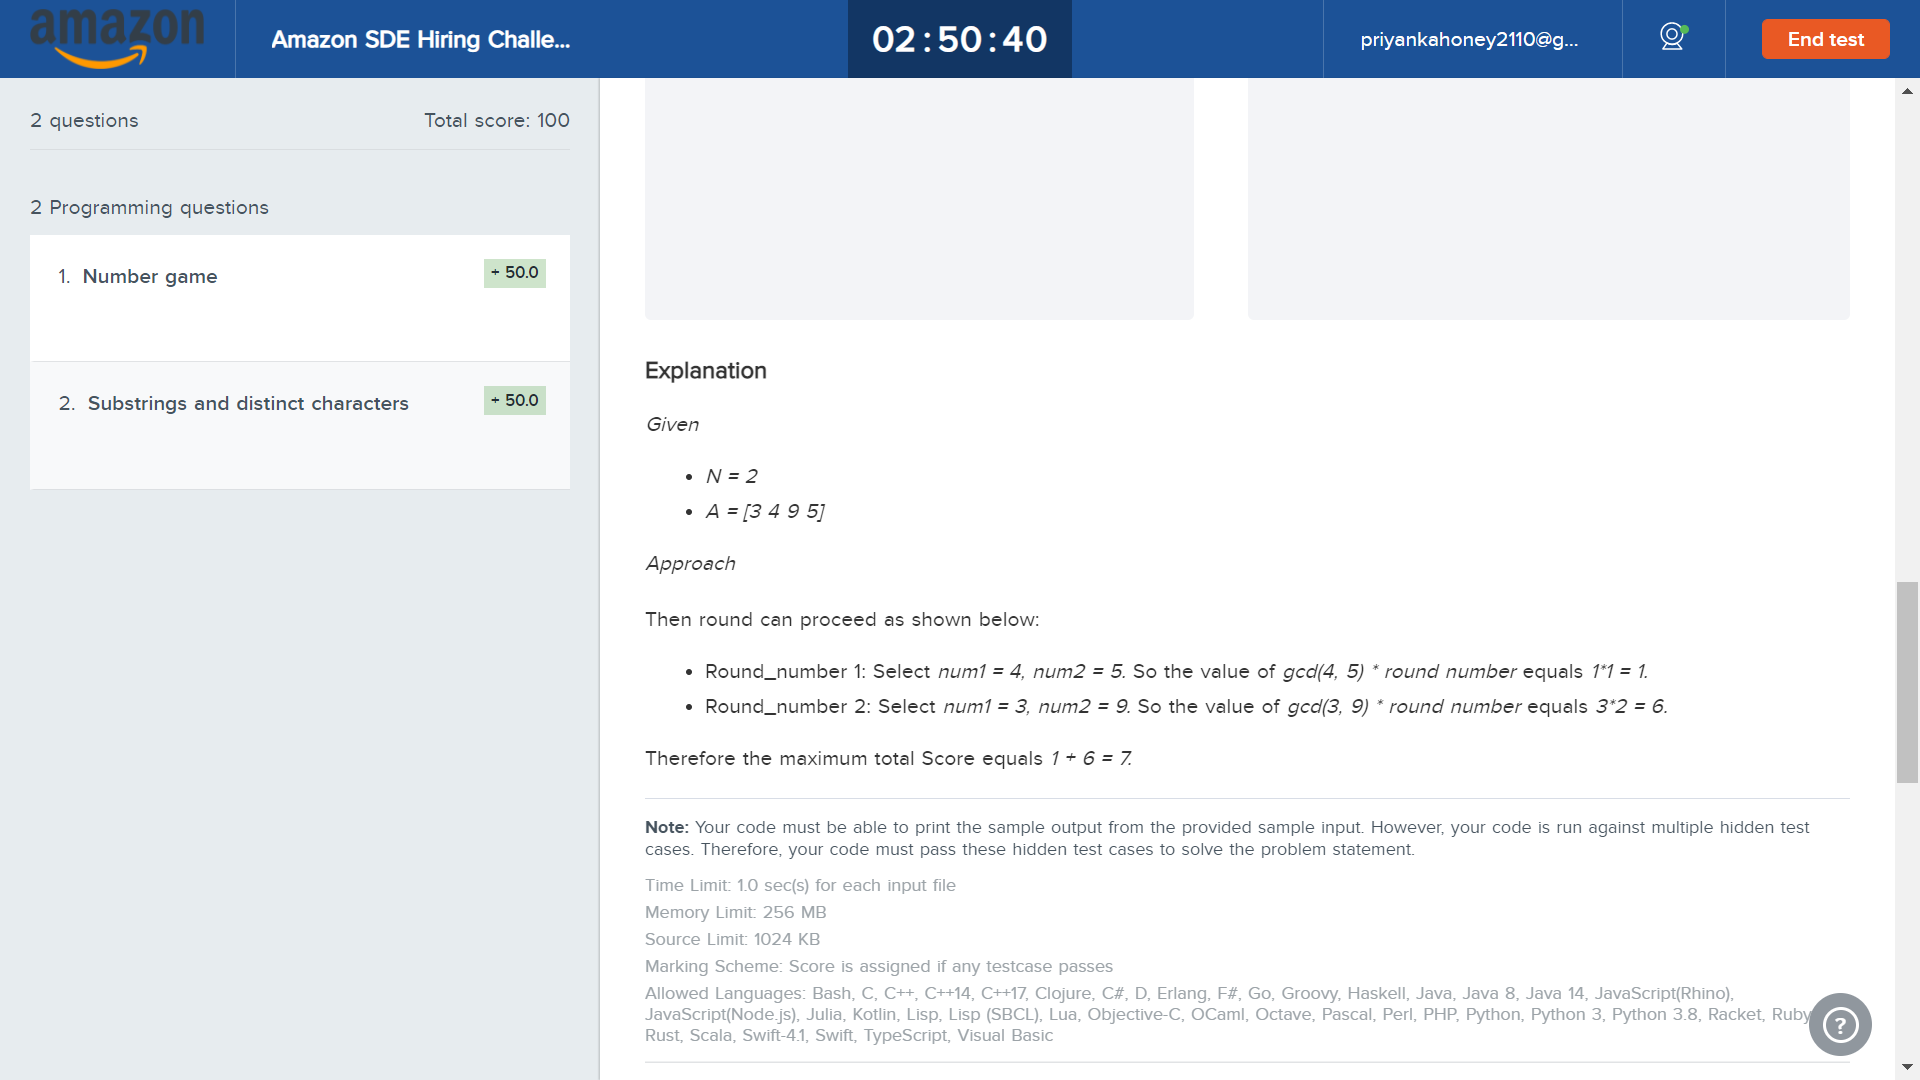 amazon
Amazon SDE Hiring Challe...
02:50:40
priyankahoney2110@g...
End test
2 questions
Total score: 100
2 Programming questions
1. Number game
+ 50.0
2. Substrings and distinct characters
+ 50.0
Explanation
Given
• N = 2
• A = [3 4 9 5]
Approach
Then round can proceed as shown below:
• Round_number 1: Select num1 = 4, num2 = 5. So the value of gcd(4, 5) * round number equals 1*1 = 1.
• Round_number 2: Select num1 = 3, num2 = 9. So the value of gcd(3, 9) * round number equals 3*2 = 6.
Therefore the maximum total Score equals 1 + 6 = 7.
Note: Your code must be able to print the sample output from the provided sample input. However, your code is run against multiple hidden test
cases. Therefore, your code must pass these hidden test cases to solve the problem statement.
Time Limit: 1.0 sec(s) for each input file
Memory Limit: 256 MB
Source Limit: 1024 KB
Marking Scheme: Score is assigned if any testcase passes
Allowed Languages: Bash, C, C++, C++14, C++17, Clojure, C#, D, Erlang, F#, Go, Groovy, Haskell, Java, Java 8, Java 14, JavaScript(Rhino),
JavaScript(Node.js), Julia, Kotlin, Lisp, Lisp (SBCL), Lua, Objective-C, OCaml, Octave, Pascal, Perl, PHP, Python, Python 3, Python 3.8, Racket, Ruby
Rust, Scala, Swift-4.1, Swift, TypeScript, Visual Basic
?